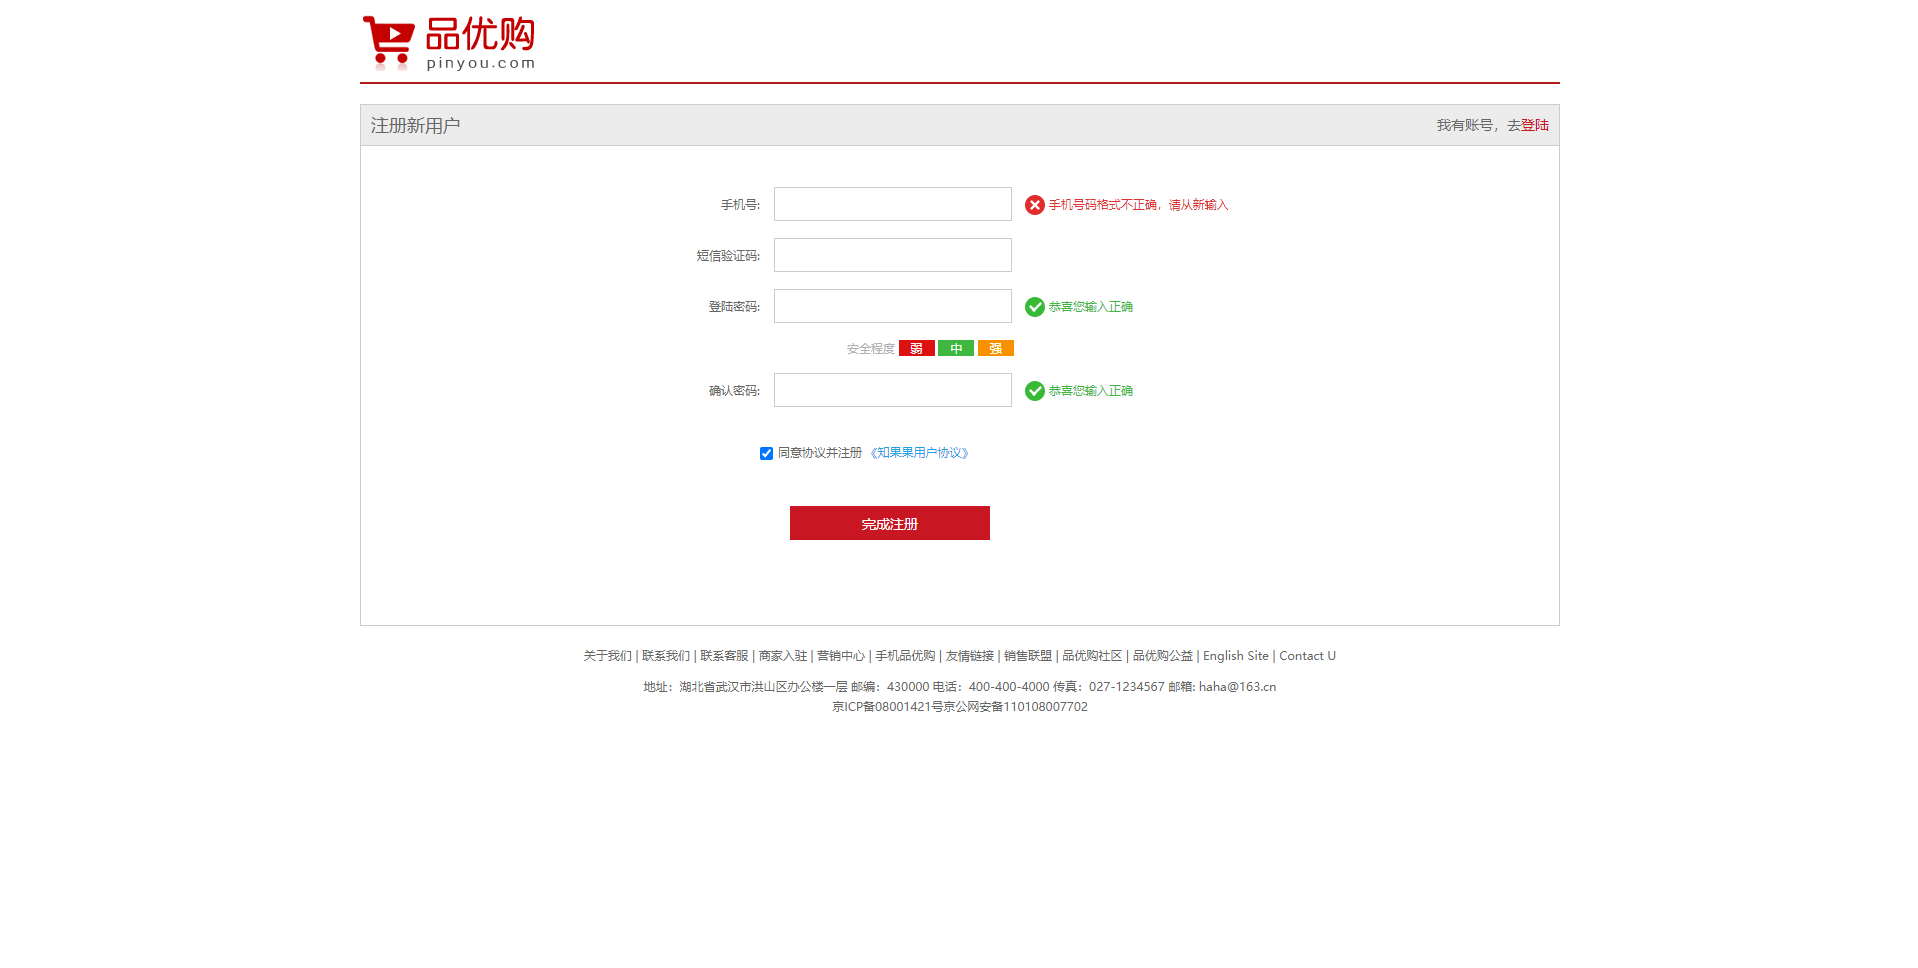 品优购
pinyou.com
注册新用户
我有账号，去登陆
手机号:
手机号码格式不正确，请从新输入
短信验证码:
登陆密码:
恭喜您输入正确
安全程度 弱 中 强
确认密码:
恭喜您输入正确
同意协议并注册 《知果果用户协议》
完成注册
关于我们 | 联系我们 | 联系客服 | 商家入驻 | 营销中心 | 手机品优购 | 友情链接 | 销售联盟 | 品优购社区 | 品优购公益 | English Site | Contact U
地址：湖北省武汉市洪山区办公楼一层 邮编：430000 电话：400-400-4000 传真：027-1234567 邮箱: haha@163.cn
京ICP备08001421号京公网安备110108007702